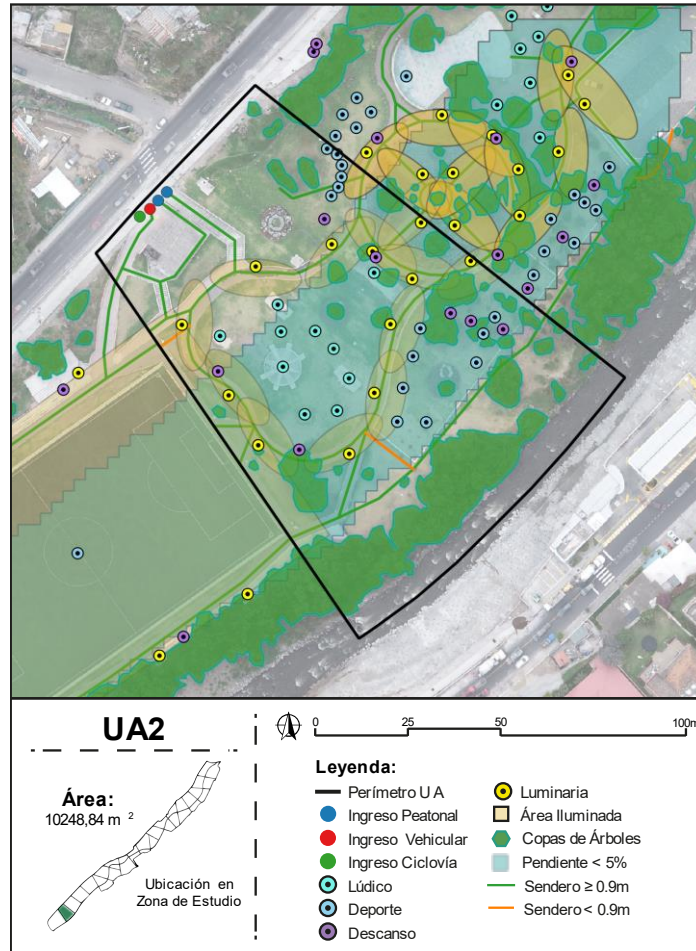 UA2
Área:
10248,84 m 2
Ubicación en
Zona de Estudio
0 25 50 100m
Leyenda:
Perímetro U A
Ingreso Peatonal
Ingreso Vehicular
Ingreso Ciclovía
Lúdico
Deporte
Descanso
Luminaria
Área Iluminada
Copas de Árboles
Pendiente < 5%
Sendero ≥ 0.9m
Sendero < 0.9m